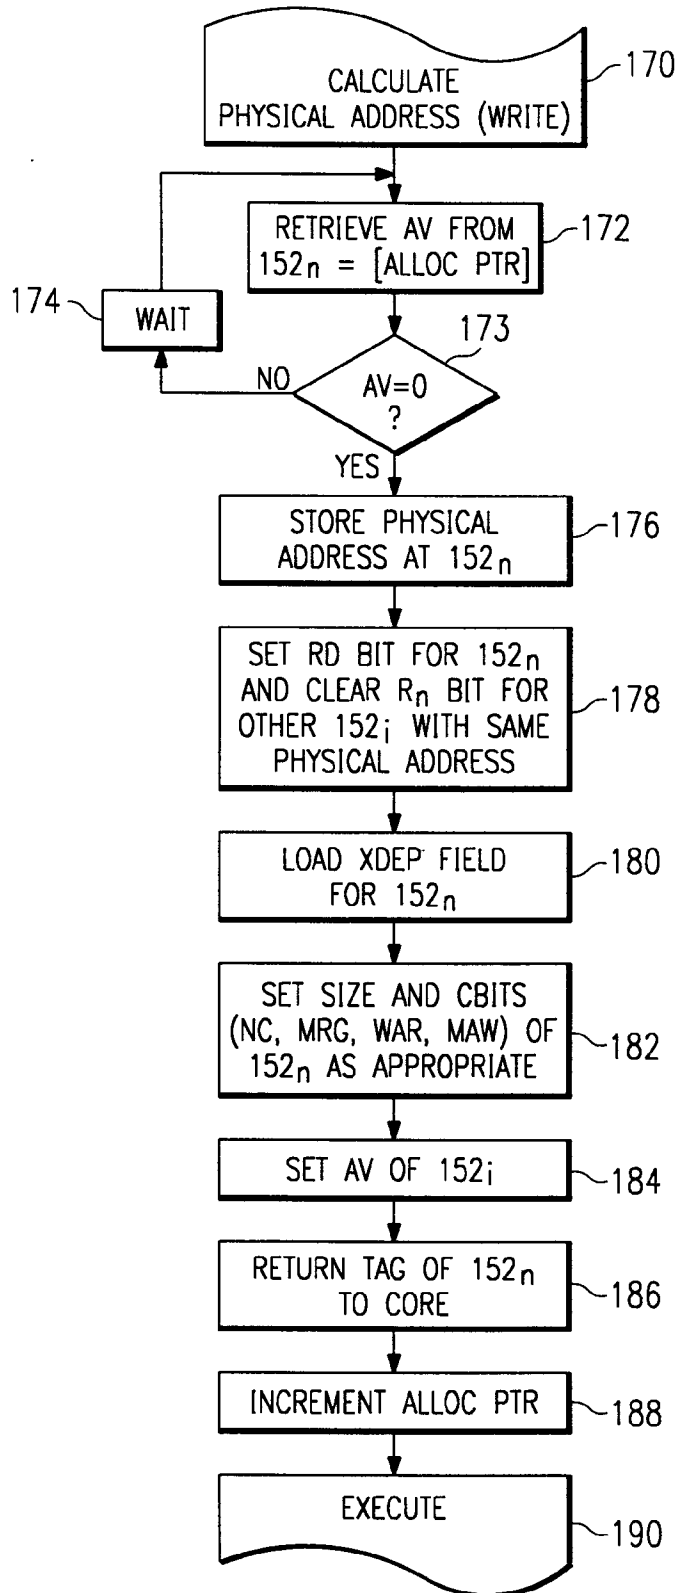 CALCULATE
PHYSICAL ADDRESS (WRITE)
170
RETRIEVE AV FROM
152n = [ALLOC PTR]
172
174
WAIT
173
NO
AV=0
?
YES
STORE PHYSICAL
ADDRESS AT 152n
176
SET RD BIT FOR 152n
AND CLEAR Rn BIT FOR
OTHER 152i WITH SAME
PHYSICAL ADDRESS
178
LOAD XDEP FIELD
FOR 152n
180
SET SIZE AND CBITS
(NC, MRG, WAR, MAW) OF
152n AS APPROPRIATE
182
SET AV OF 152i
184
RETURN TAG OF 152n
TO CORE
186
INCREMENT ALLOC PTR
188
EXECUTE
190